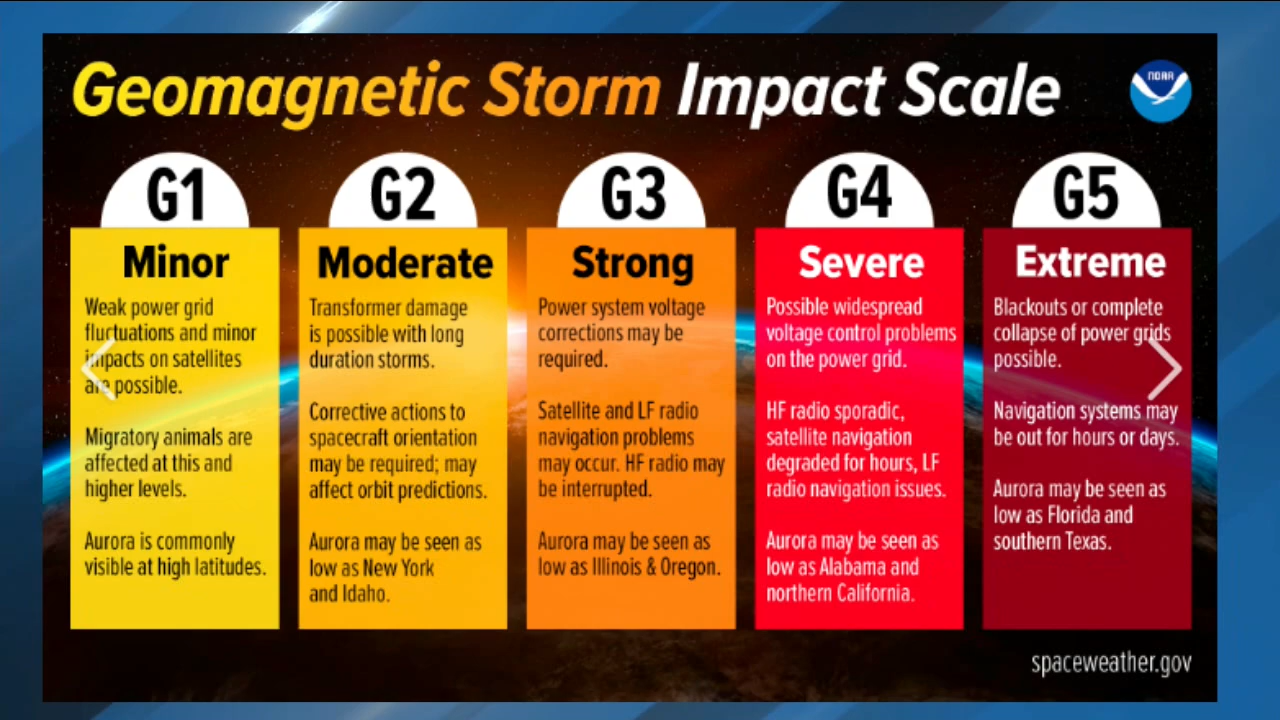 Geomagnetic Storm Impact Scale
NOAA
G1
Minor
Weak power grid
fluctuations and minor
impacts on satellites
are possible.
Migratory animals are
affected at this and
higher levels.
Aurora is commonly
visible at high latitudes.
G2
Moderate
Transformer damage
is possible with long
duration storms.
Corrective actions to
spacecraft orientation
may be required; may
affect orbit predictions.
Aurora may be seen as
low as New York
and Idaho.
G3
Strong
Power system voltage
corrections may be
required.
Satellite and LF radio
navigation problems
may occur. HF radio may
be interrupted.
Aurora may be seen as
low as Illinois & Oregon.
G4
Severe
Possible widespread
voltage control problems
on the power grid.
HF radio sporadic,
satellite navigation
degraded for hours, LF
radio navigation issues.
Aurora may be seen as
low as Alabama and
northern California.
G5
Extreme
Blackouts or complete
collapse of power grids
possible.
Navigation systems may
be out for hours or days.
Aurora may be seen as
low as Florida and
southern Texas.
spaceweather.gov